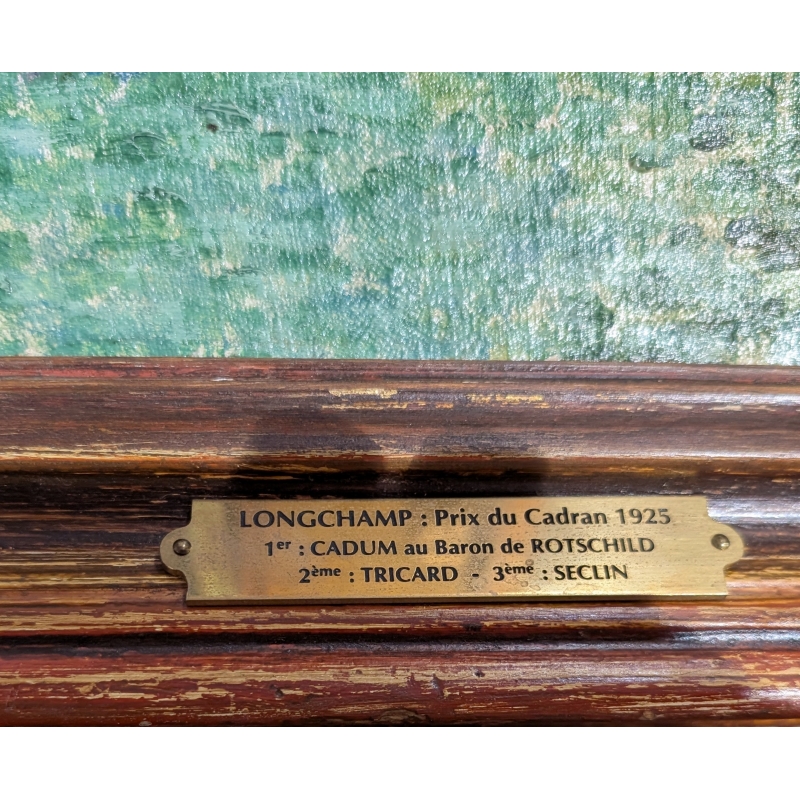 LONGCHAMP : Prix du Cadran 1925
1er : CADUM au Baron de ROTSCHILD
2ème : TRICARD - 3ème : SECLIN